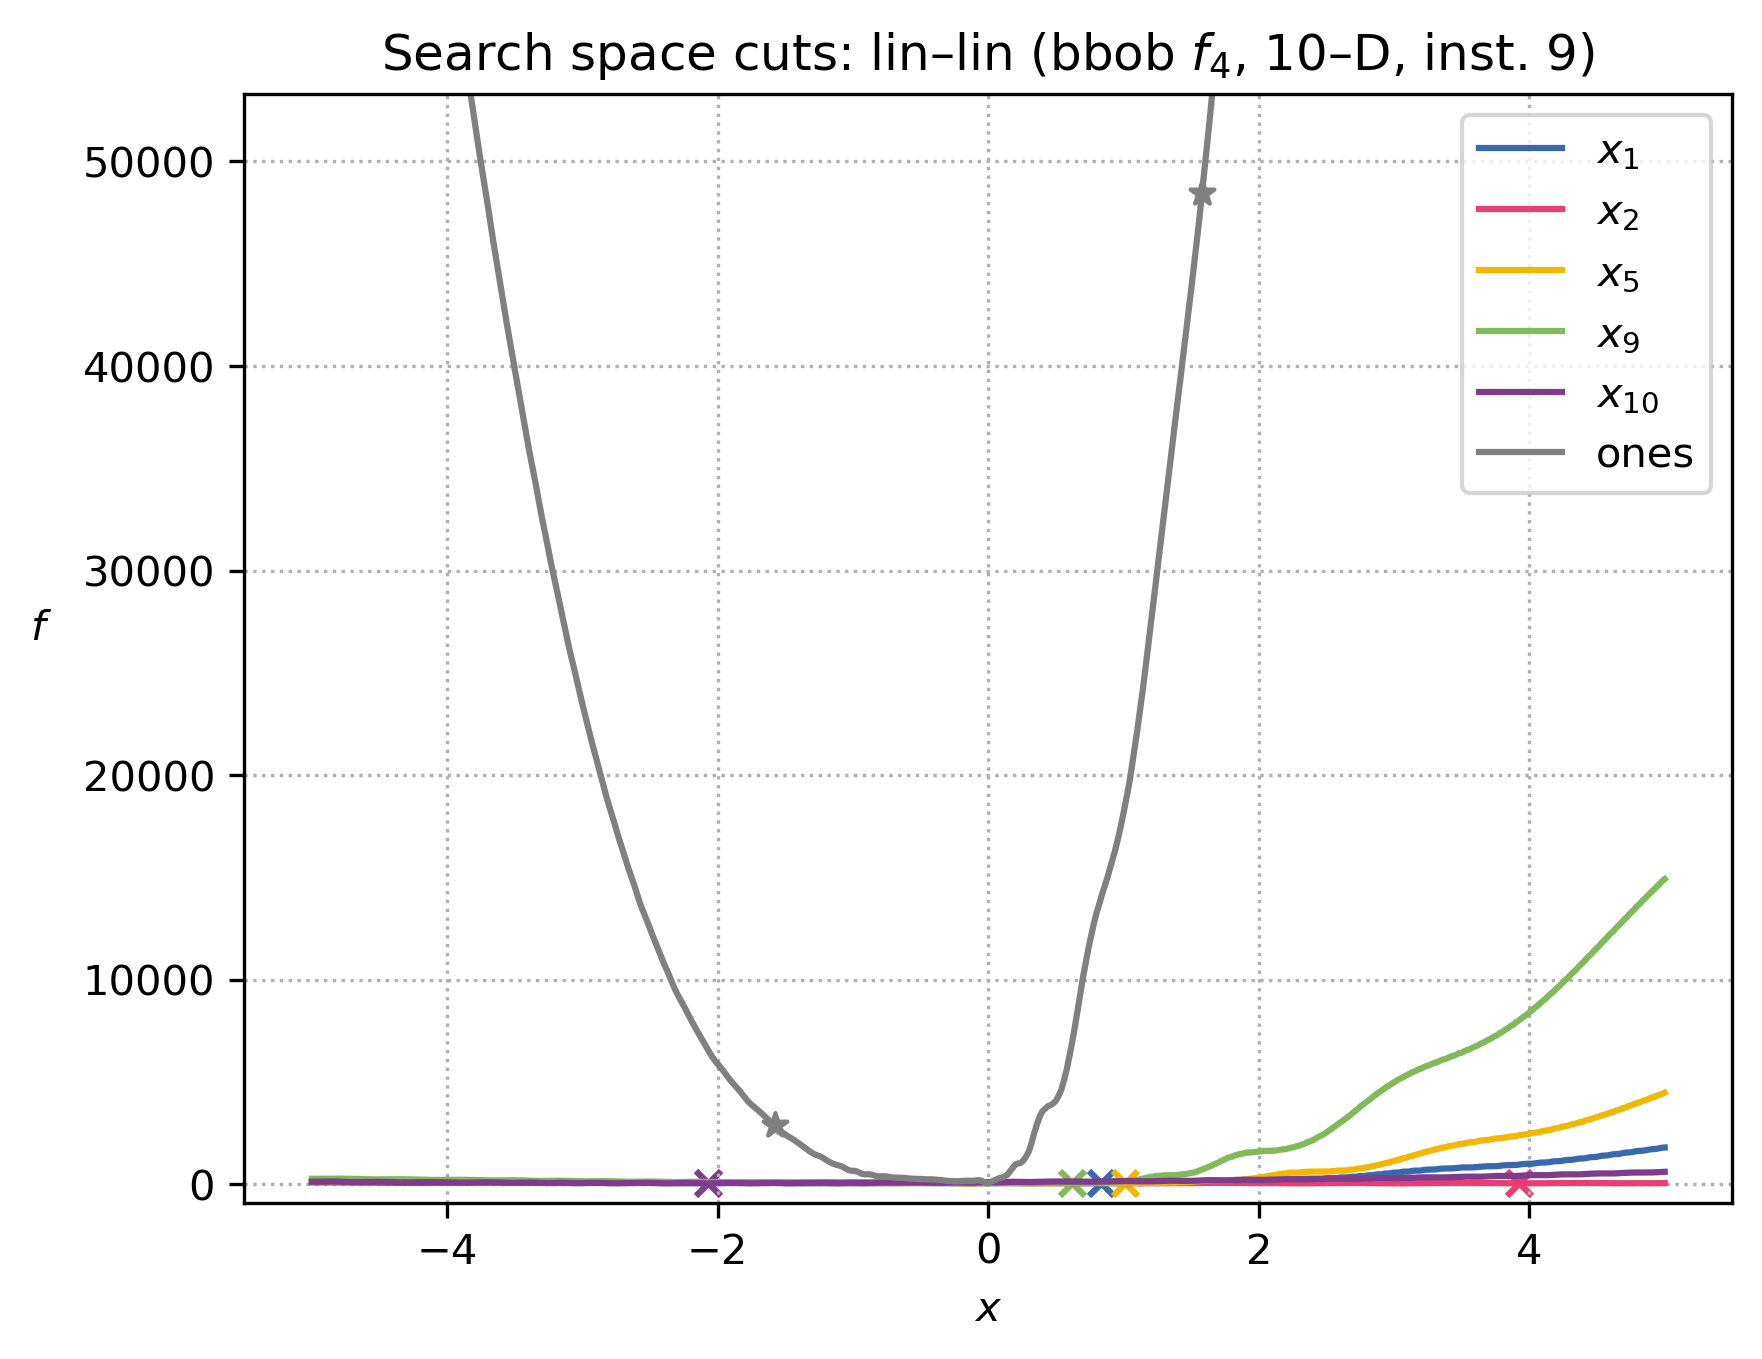 Search space cuts: lin–lin (bbob f₄, 10–D, inst. 9)
50000
40000
30000
20000
10000
0
f
−4
−2
0
2
4
x
x₁
x₂
x₅
x₉
x₁₀
ones